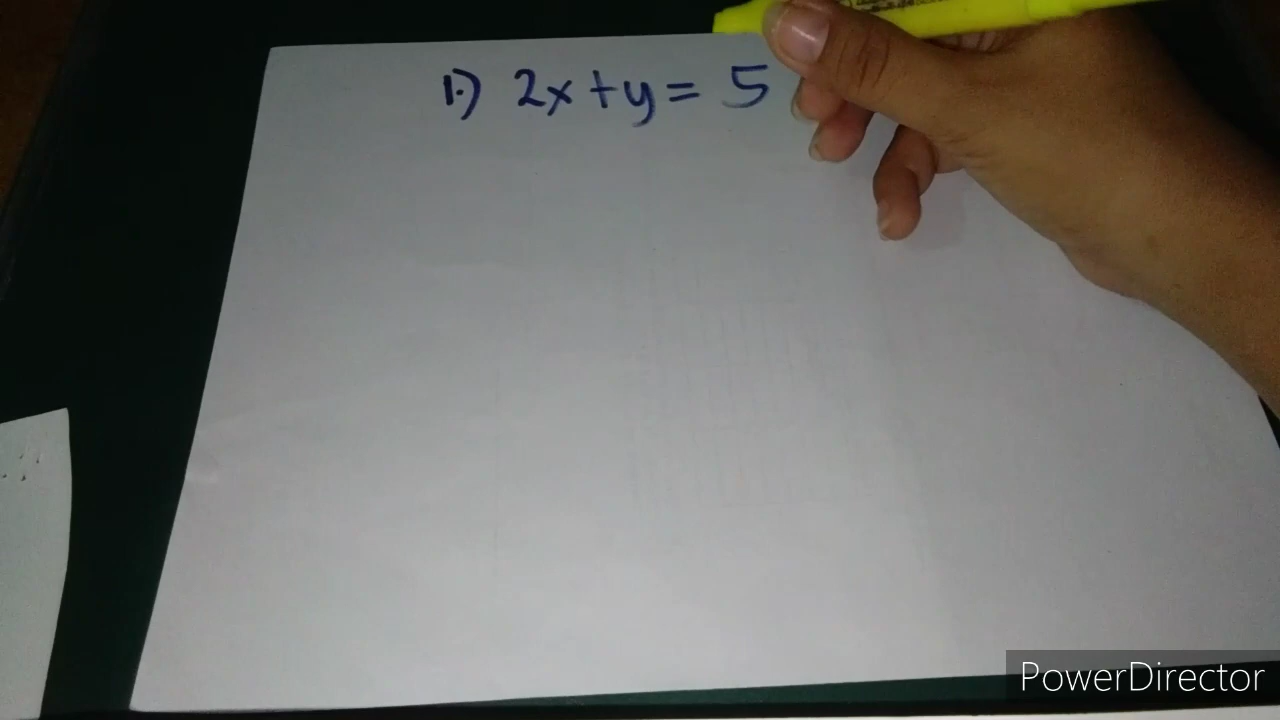 1.) 2x + y = 5
PowerDirector